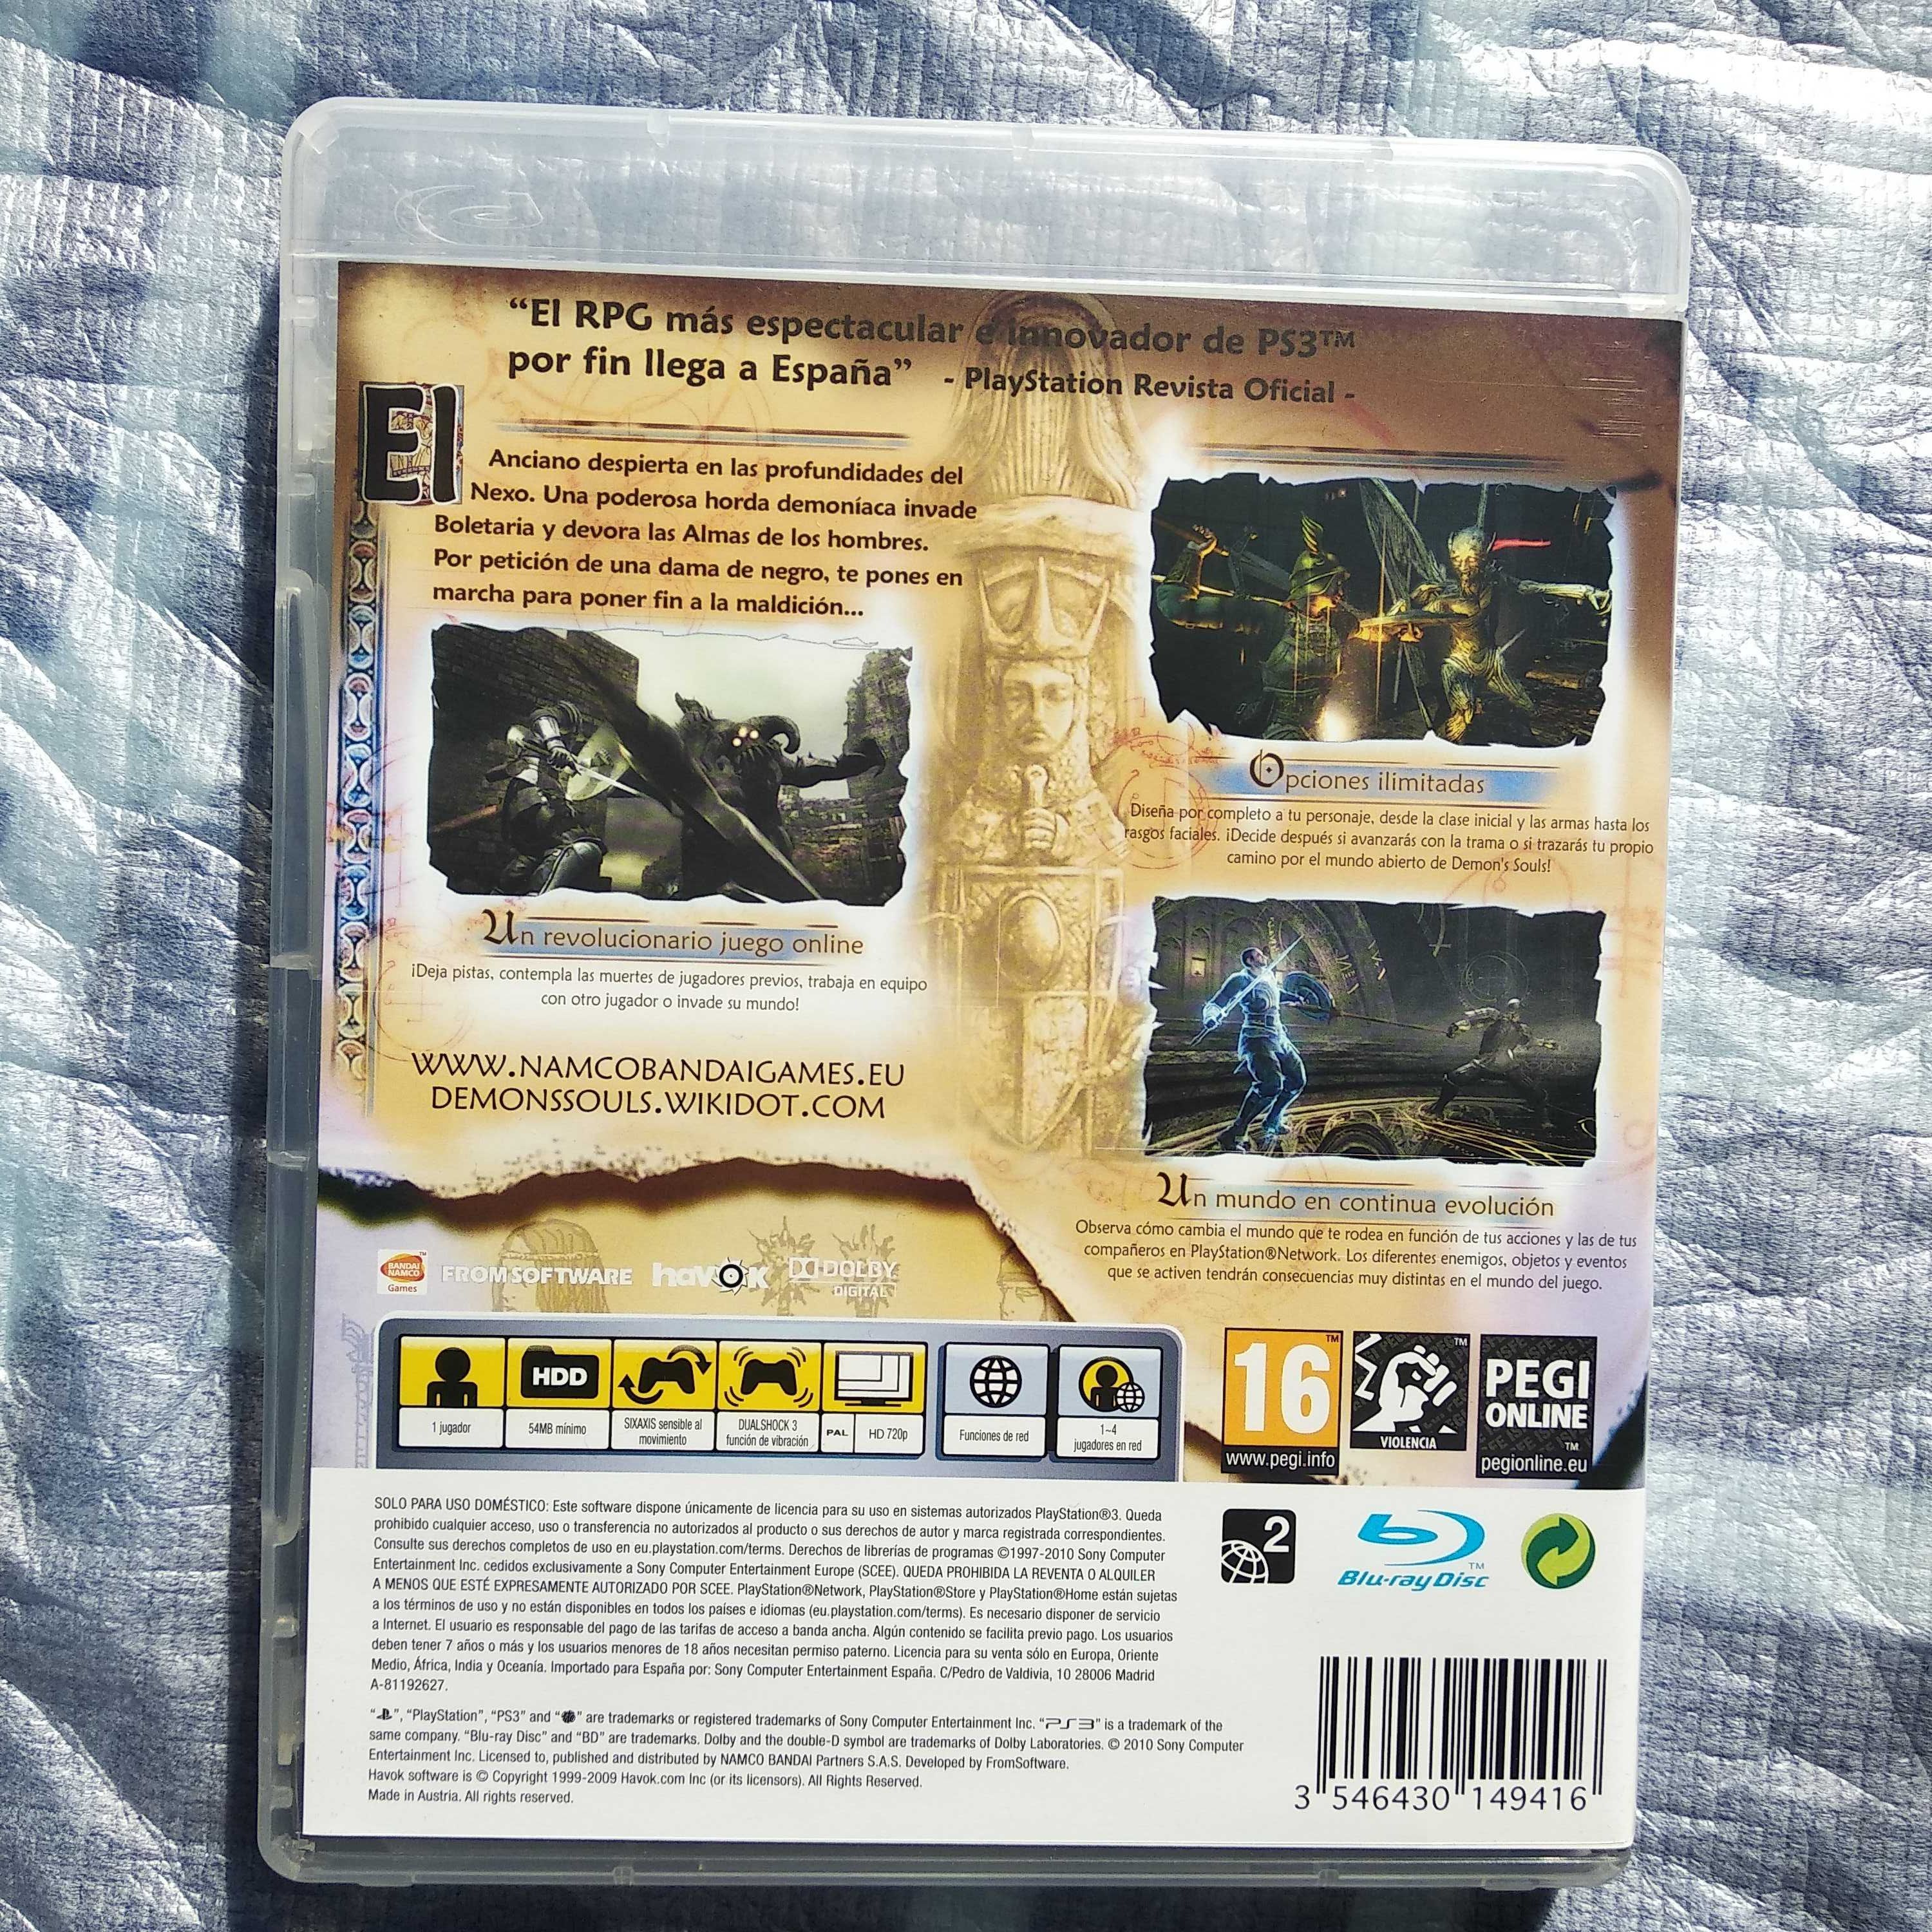 “El RPG más espectacular e innovador de PS3™
por fin llega a España” - PlayStation Revista Oficial -
El
Anciano despierta en las profundidades del
Nexo. Una poderosa horda demoníaca invade
Boletaria y devora las Almas de los hombres.
Por petición de una dama de negro, te pones en
marcha para poner fin a la maldición...
Un revolucionario juego online
¡Deja pistas, contempla las muertes de jugadores previos, trabaja en equipo
con otro jugador o invade su mundo!
WWW.NAMCOBANDAIGAMES.EU
DEMONSSOULS.WIKIDOT.COM
Opciones ilimitadas
Diseña por completo a tu personaje, desde la clase inicial y las armas hasta los
rasgos faciales. ¡Decide después si avanzarás con la trama o si trazarás tu propio
camino por el mundo abierto de Demon's Souls!
Un mundo en continua evolución
Observa cómo cambia el mundo que te rodea en función de tus acciones y las de tus
compañeros en PlayStation®Network. Los diferentes enemigos, objetos y eventos
que se activen tendrán consecuencias muy distintas en el mundo del juego.
BANDAI
NAMCO
Games
™
FROMSOFTWARE
havok
DOLBY
DIGITAL
HDD
1 jugador
54MB mínimo
SIXAXIS sensible al
movimiento
DUALSHOCK 3
función de vibración
PAL
HD 720p
Funciones de red
1-4
jugadores en red
16
™
www.pegi.info
™
VIOLENCIA
PEGI
ONLINE
™
pegionline.eu
SOLO PARA USO DOMÉSTICO: Este software dispone únicamente de licencia para su uso en sistemas autorizados PlayStation®3. Queda
prohibido cualquier acceso, uso o transferencia no autorizados al producto o sus derechos de autor y marca registrada correspondientes.
Consulte sus derechos completos de uso en eu.playstation.com/terms. Derechos de librerías de programas ©1997-2010 Sony Computer
Entertainment Inc. cedidos exclusivamente a Sony Computer Entertainment Europe (SCEE). QUEDA PROHIBIDA LA REVENTA O ALQUILER
A MENOS QUE ESTÉ EXPRESAMENTE AUTORIZADO POR SCEE. PlayStation®Network, PlayStation®Store y PlayStation®Home están sujetas
a los términos de uso y no están disponibles en todos los países e idiomas (eu.playstation.com/terms). Es necesario disponer de servicio
a Internet. El usuario es responsable del pago de las tarifas de acceso a banda ancha. Algún contenido se facilita previo pago. Los usuarios
deben tener 7 años o más y los usuarios menores de 18 años necesitan permiso paterno. Licencia para su venta sólo en Europa, Oriente
Medio, África, India y Oceanía. Importado para España por: Sony Computer Entertainment España. C/Pedro de Valdivia, 10 28006 Madrid
A-81192627.
“”, “PlayStation”, “PS3” and “” are trademarks or registered trademarks of Sony Computer Entertainment Inc. “PS3” is a trademark of the
same company. “Blu-ray Disc” and “BD” are trademarks. Dolby and the double-D symbol are trademarks of Dolby Laboratories. © 2010 Sony Computer
Entertainment Inc. Licensed to, published and distributed by NAMCO BANDAI Partners S.A.S. Developed by FromSoftware.
Havok software is © Copyright 1999-2009 Havok.com Inc (or its licensors). All Rights Reserved.
Made in Austria. All rights reserved.
2
™
Blu-ray Disc
3 546430 149416